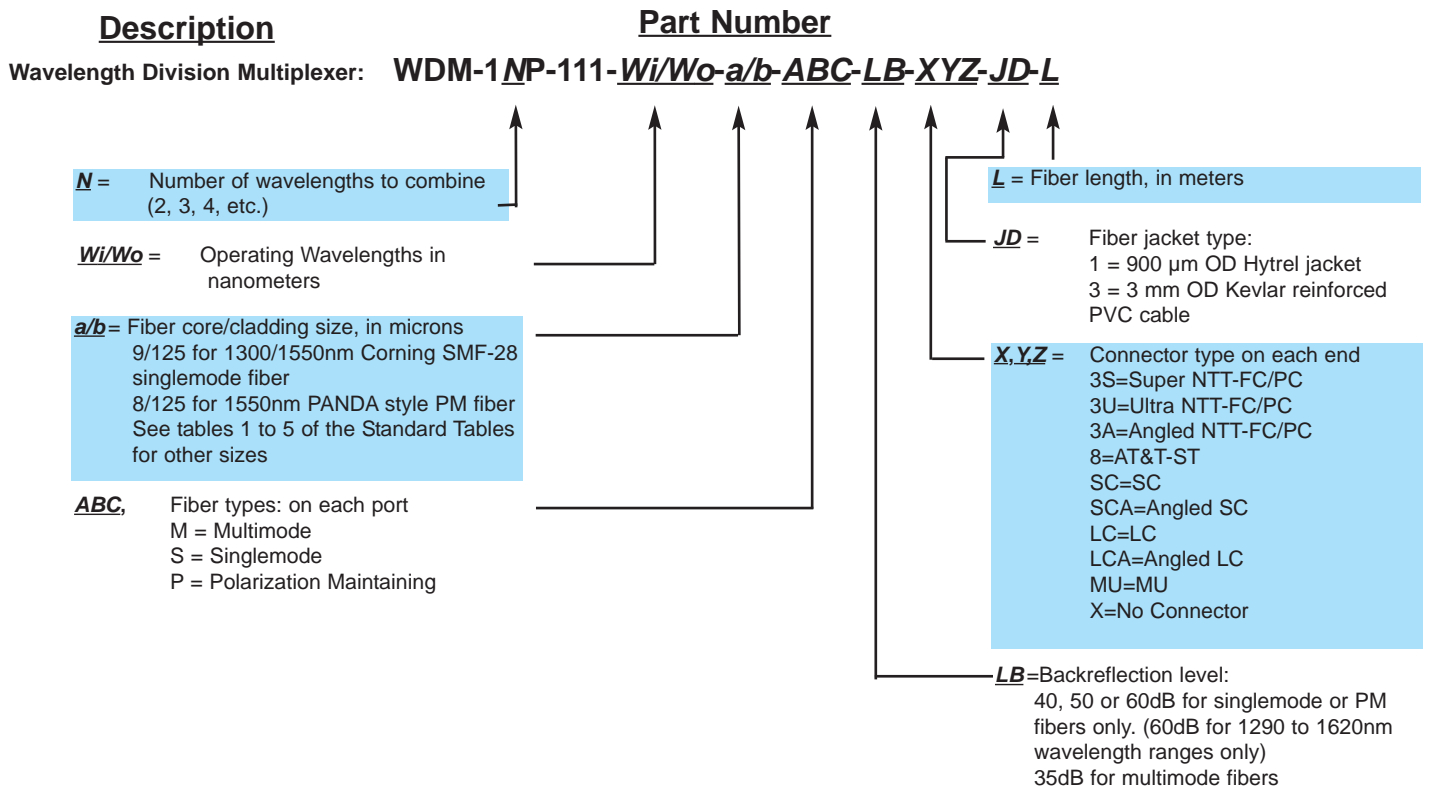 Description
Part Number
Wavelength Division Multiplexer: WDM-1NP-111-Wi/Wo-a/b-ABC-LB-XYZ-JD-L
N = Number of wavelengths to combine
(2, 3, 4, etc.)
Wi/Wo = Operating Wavelengths in
nanometers
a/b= Fiber core/cladding size, in microns
9/125 for 1300/1550nm Corning SMF-28
singlemode fiber
8/125 for 1550nm PANDA style PM fiber
See tables 1 to 5 of the Standard Tables
for other sizes
ABC, Fiber types: on each port
M = Multimode
S = Singlemode
P = Polarization Maintaining
L = Fiber length, in meters
JD = Fiber jacket type:
1 = 900 µm OD Hytrel jacket
3 = 3 mm OD Kevlar reinforced
PVC cable
X,Y,Z = Connector type on each end
3S=Super NTT-FC/PC
3U=Ultra NTT-FC/PC
3A=Angled NTT-FC/PC
8=AT&T-ST
SC=SC
SCA=Angled SC
LC=LC
LCA=Angled LC
MU=MU
X=No Connector
LB=Backreflection level:
40, 50 or 60dB for singlemode or PM
fibers only. (60dB for 1290 to 1620nm
wavelength ranges only)
35dB for multimode fibers